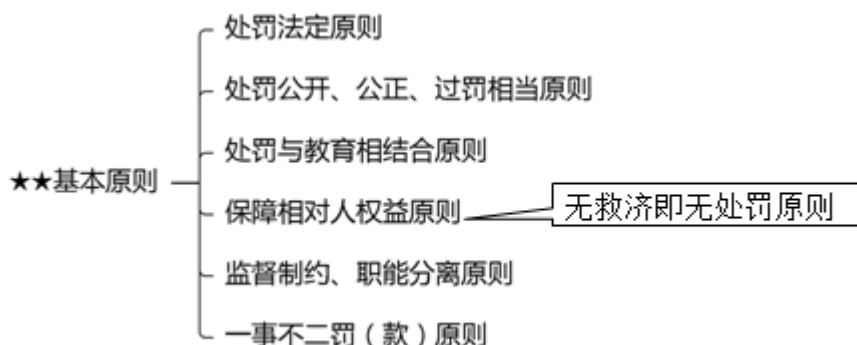 处罚法定原则
处罚公开、公正、过罚相当原则
处罚与教育相结合原则
★★基本原则
保障相对人权益原则
无救济即无处罚原则
监督制约、职能分离原则
一事不二罚（款）原则